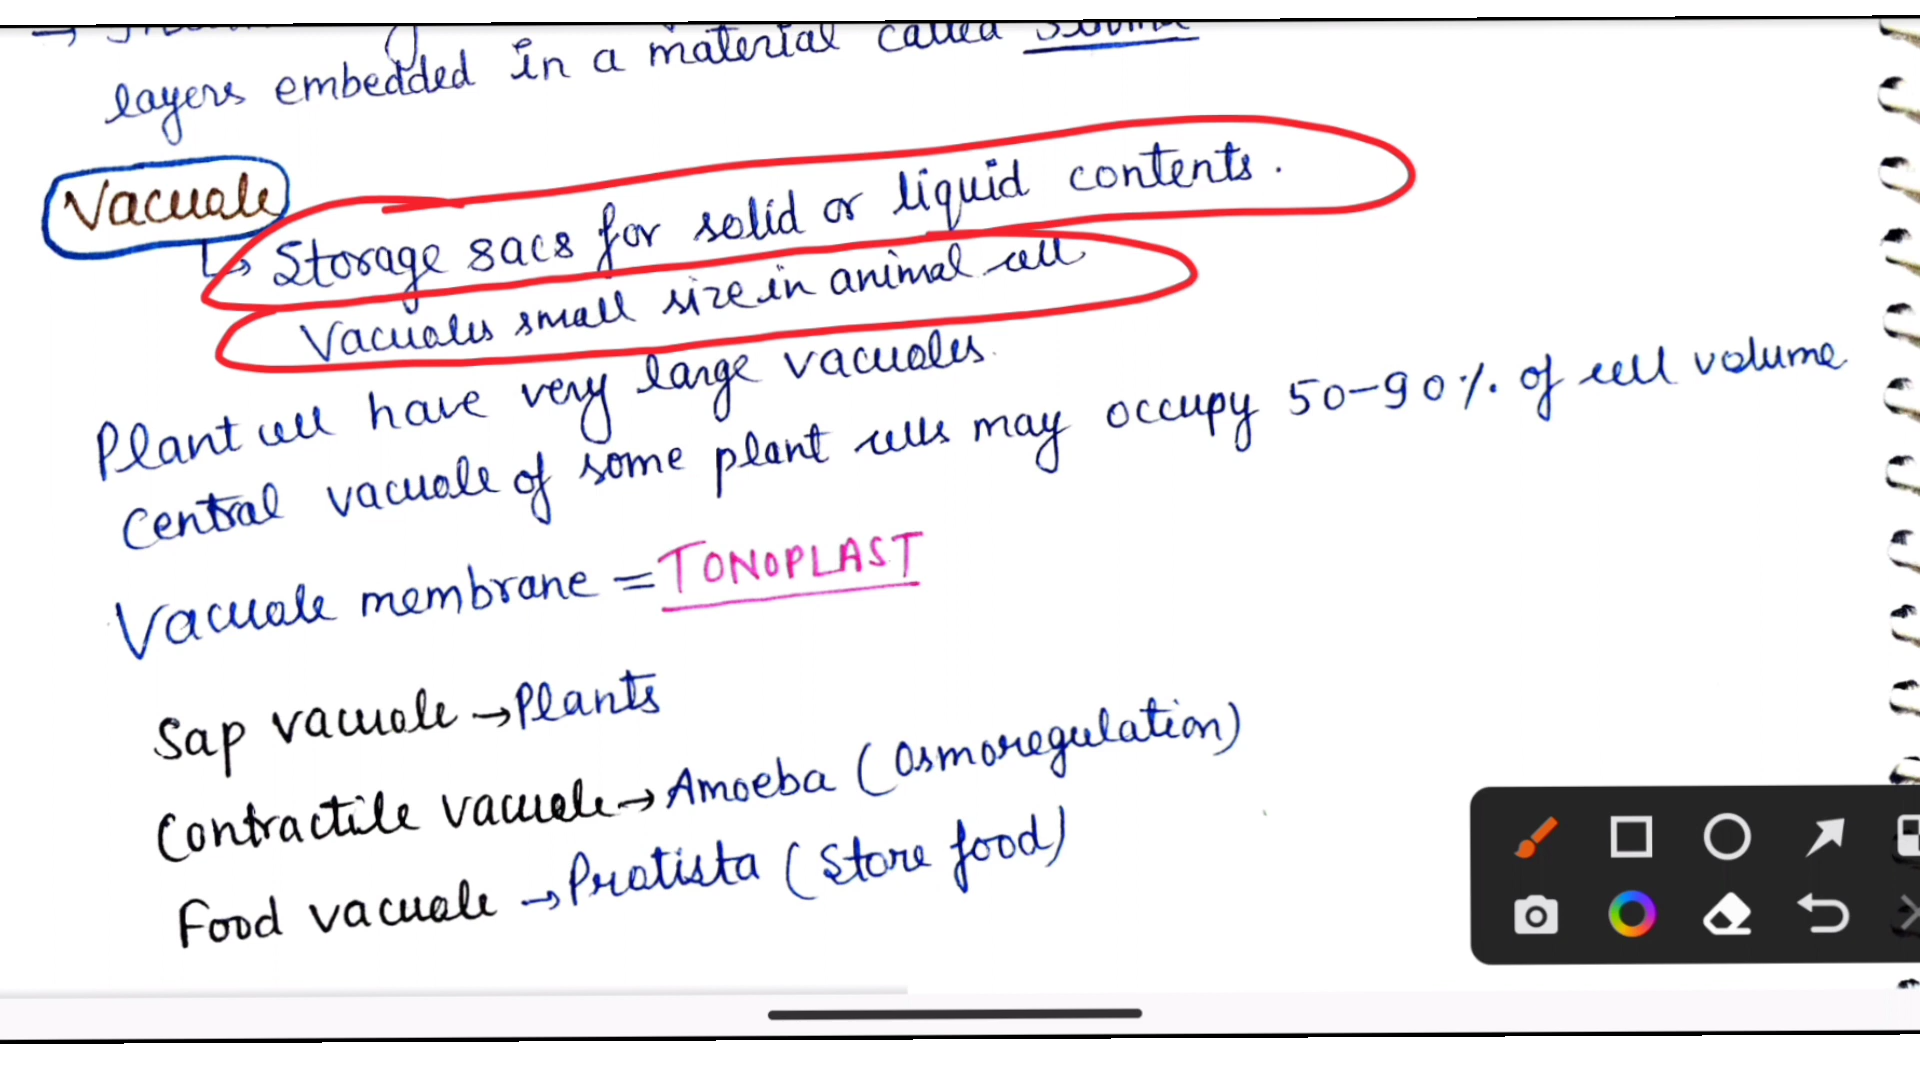 layers embedded in a material called
Vacuole
Storage sacs for solid or liquid contents.
Vacuoles small size in animal cell
Plant cell have very large vacuoles.
Central vacuole of some plant cells may occupy 50-90% of cell volume
Vacuole membrane = TONOPLAST
Sap vacuole → Plants
Contractile vacuole → Amoeba (Osmoregulation)
Food vacuole → Protista (Store food)